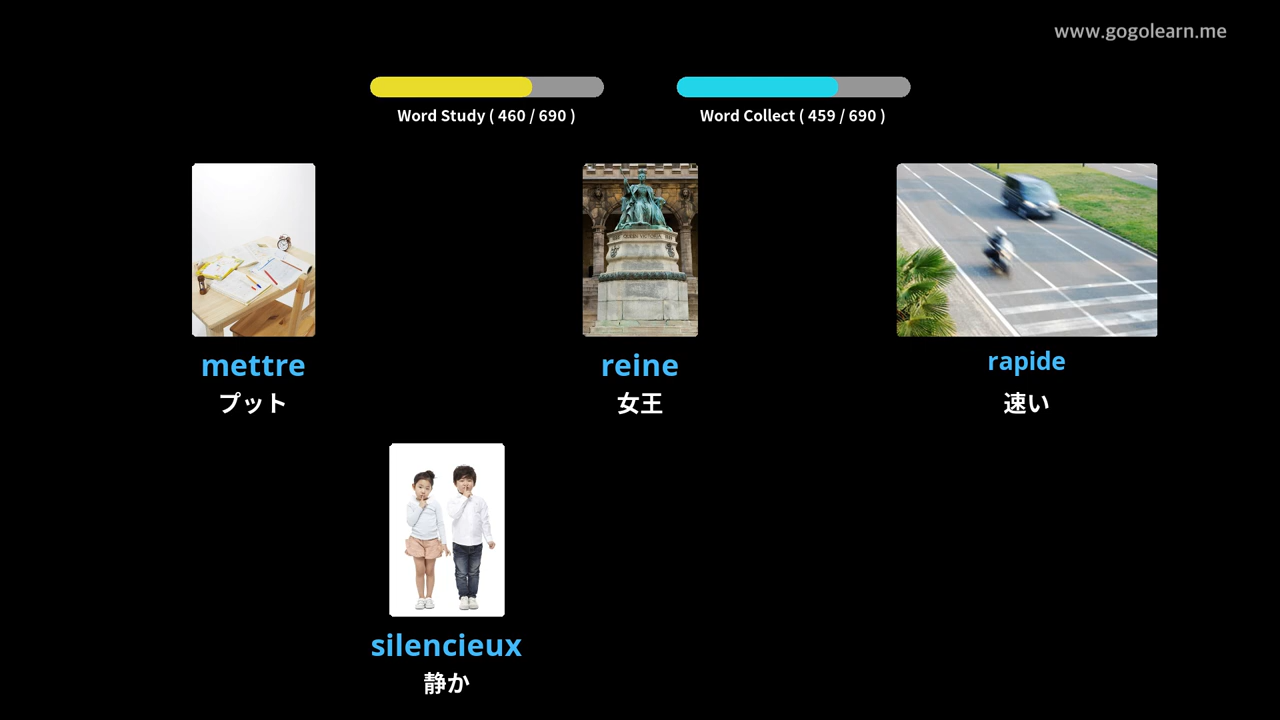 www.gogolearn.me
Word Study ( 460 / 690 )
Word Collect ( 459 / 690 )
mettre
プット
reine
女王
rapide
速い
silencieux
静か